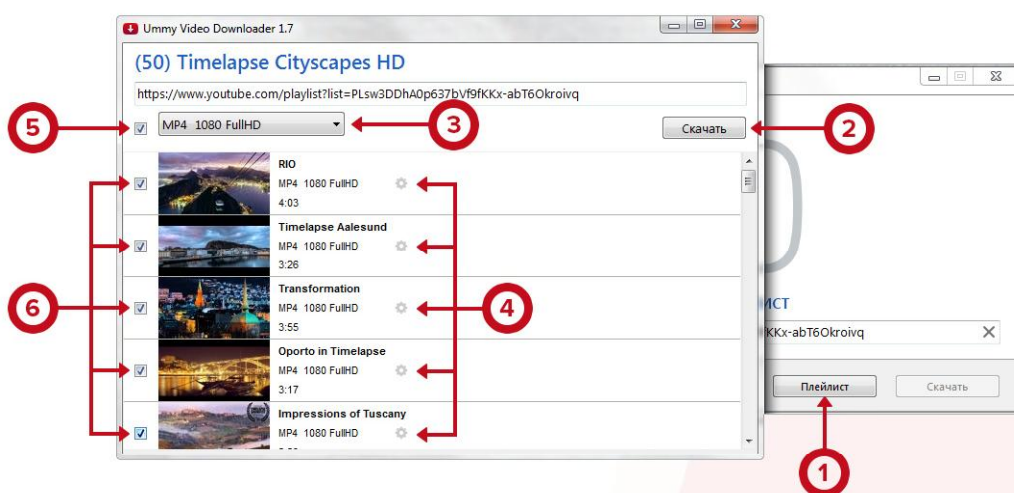 Ummy Video Downloader 1.7
(50) Timelapse Cityscapes HD
https://www.youtube.com/playlist?list=PLsw3DDhA0p637bVf9fKKx-abT6Okroivq
5
MP4 1080 FullHD
3
Скачать
2
RIO
MP4 1080 FullHD
4:03
Timelapse Aalesund
MP4 1080 FullHD
3:26
6
Transformation
MP4 1080 FullHD
3:55
4
Oporto in Timelapse
MP4 1080 FullHD
3:17
Impressions of Tuscany
MP4 1080 FullHD
ИСТ
KKx-abT6Okroivq
Плейлист
Скачать
1